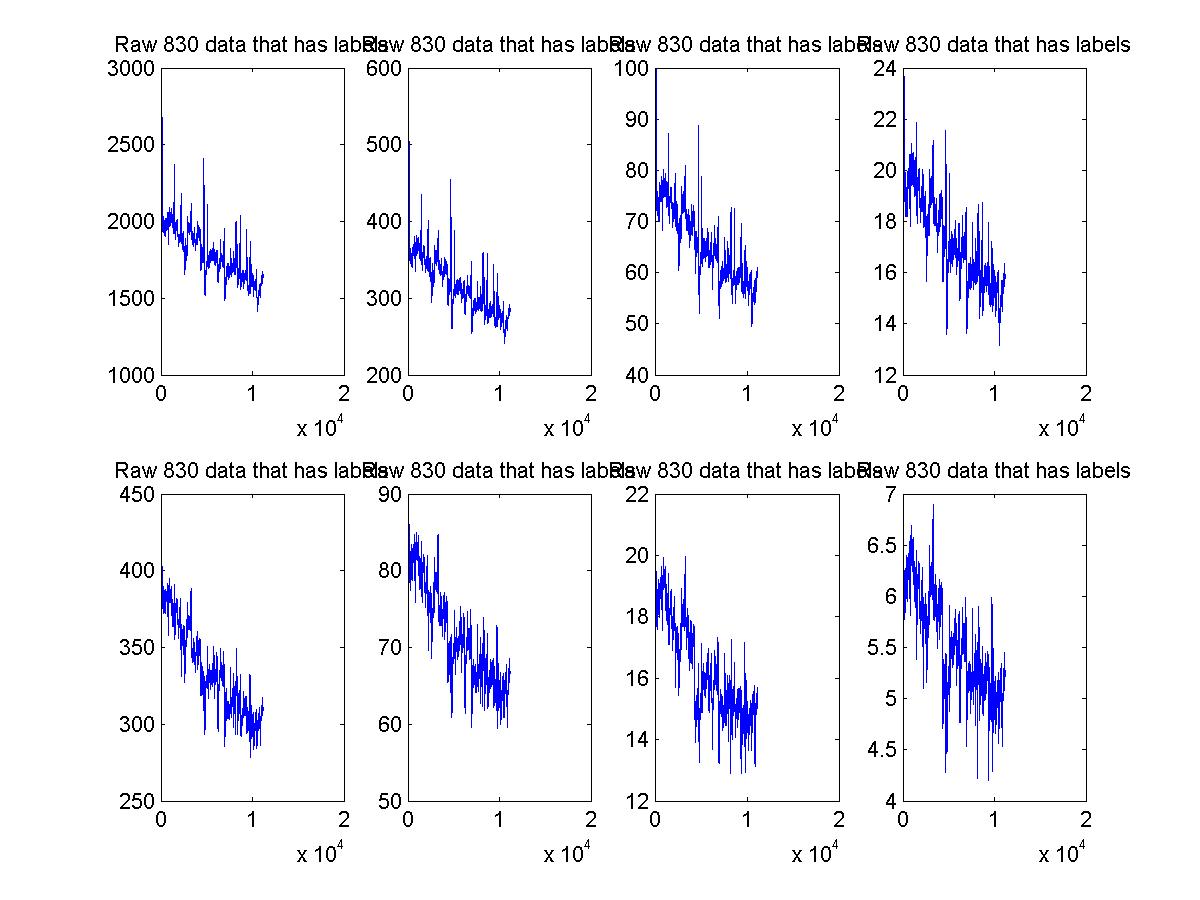 Raw 830 data that has labels Raw 830 data that has labels Raw 830 data that has labels Raw 830 data that has labels
3000 600 100 24
90 22
2500 500
80 20
2000 400 70 18
60 16
1500 300
50 14
1000 200 40 12
0 1 2 0 1 2 0 1 2 0 1 2
x 10^4 x 10^4 x 10^4 x 10^4
Raw 830 data that has labels Raw 830 data that has labels Raw 830 data that has labels Raw 830 data that has labels
450 90 22 7
6.5
400 80 20
6
350 70 18 5.5
16 5
300 60
14 4.5
250 50 12 4
0 1 2 0 1 2 0 1 2 0 1 2
x 10^4 x 10^4 x 10^4 x 10^4